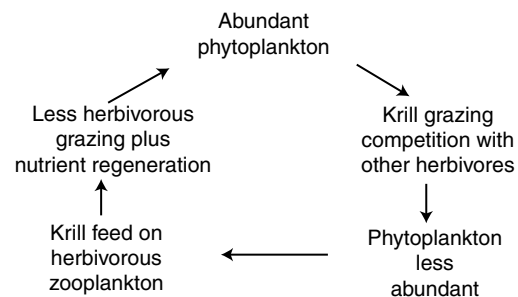 Abundant
phytoplankton
Krill grazing
competition with
other herbivores
Phytoplankton
less
abundant
Krill feed on
herbivorous
zooplankton
Less herbivorous
grazing plus
nutrient regeneration